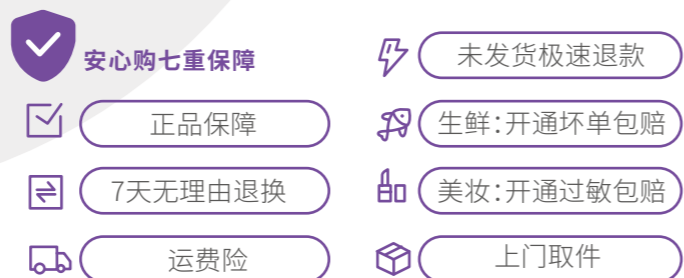 安心购七重保障
正品保障
7天无理由退换
运费险
未发货极速退款
生鲜:开通坏单包赔
美妆:开通过敏包赔
上门取件